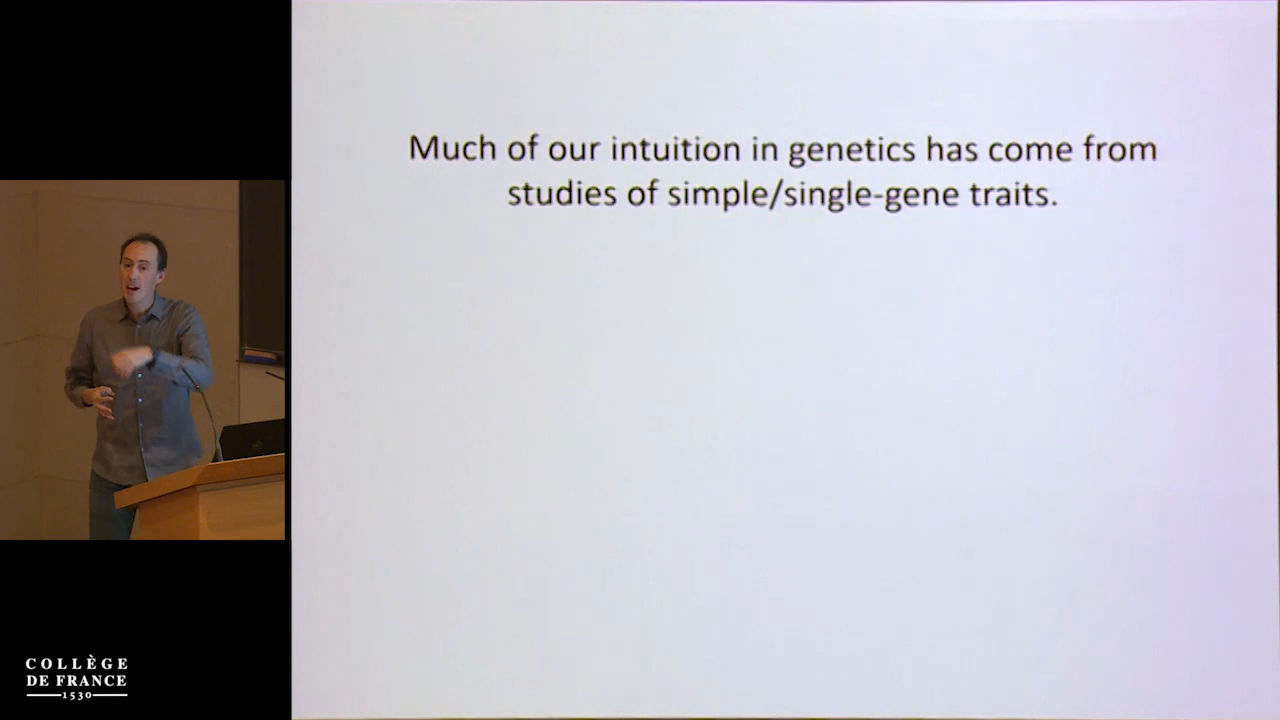 Much of our intuition in genetics has come from
studies of simple/single-gene traits.
COLLÈGE
DE FRANCE
1530